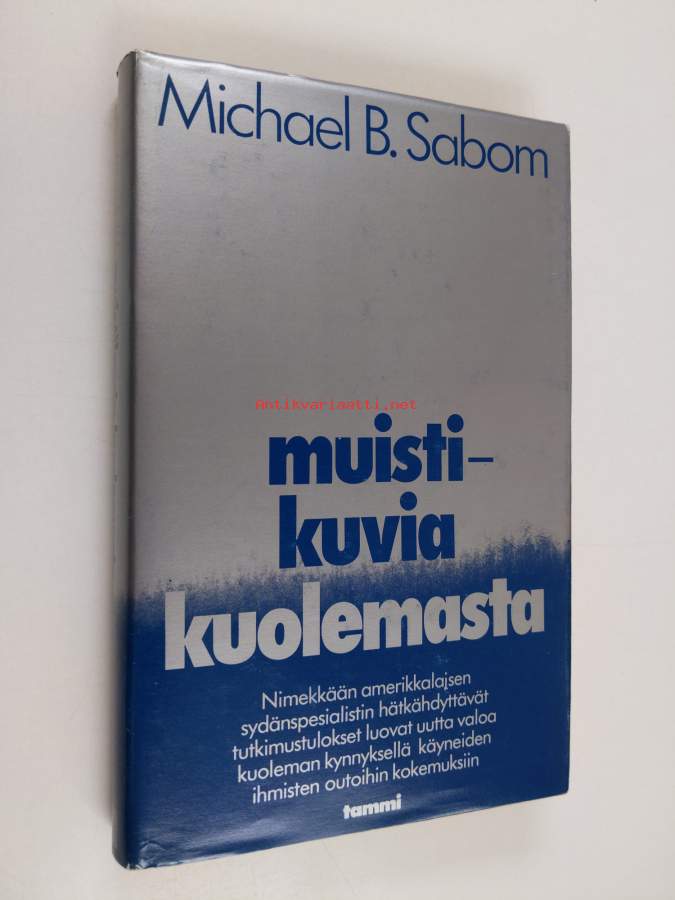 Michael B. Sabom
Antikvariaatti.net
muisti-
kuvia
kuolemasta
Nimekkään amerikkalaisen
sydänspesialistin hätkähdyttävät
tutkimustulokset luovat uutta valoa
kuoleman kynnyksellä käyneiden
ihmisten outoihin kokemuksiin
tammi